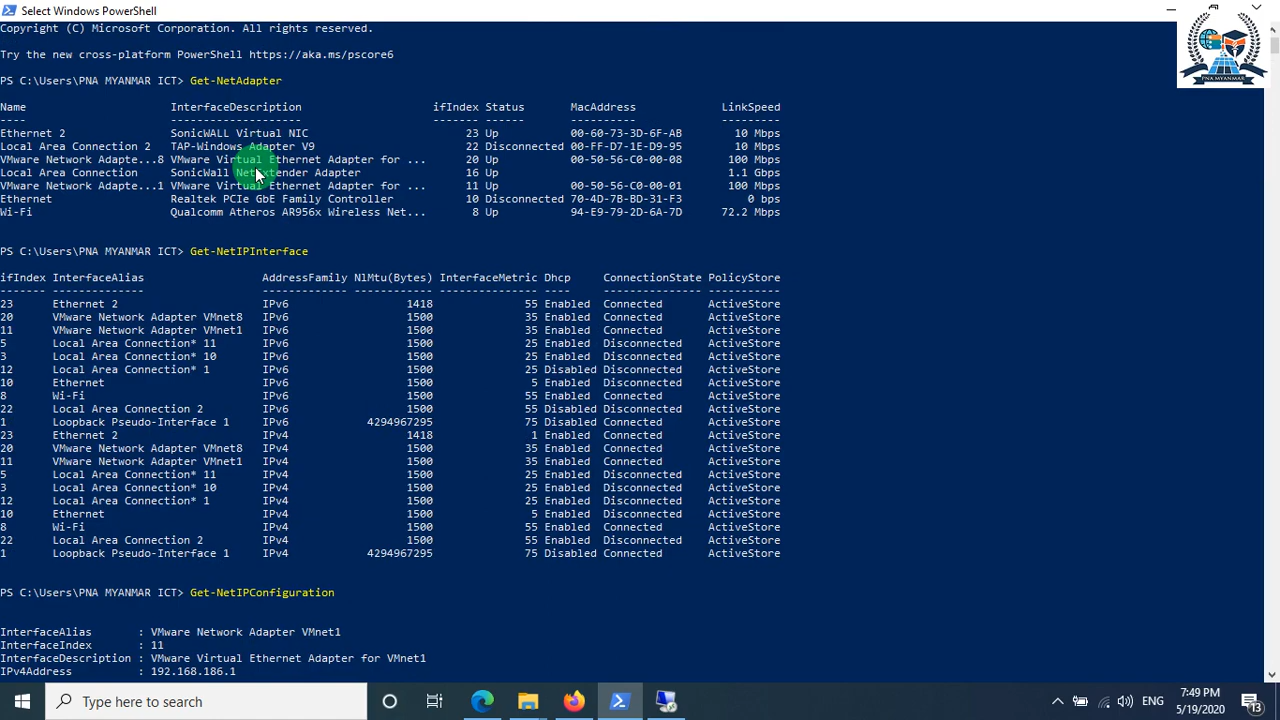 Select Windows PowerShell
Copyright (C) Microsoft Corporation. All rights reserved.
Try the new cross-platform PowerShell https://aka.ms/pscore6
PS C:\Users\PNA MYANMAR ICT> Get-NetAdapter
Name InterfaceDescription ifIndex Status MacAddress LinkSpeed
---- -------------------- ------- ------ ---------- ---------
Ethernet 2 SonicWALL Virtual NIC 23 Up 00-60-73-3D-6F-AB 10 Mbps
Local Area Connection 2 TAP-Windows Adapter V9 22 Disconnected 00-FF-D7-1E-D9-95 10 Mbps
VMware Network Adapte...8 VMware Virtual Ethernet Adapter for ... 20 Up 00-50-56-C0-00-08 100 Mbps
Local Area Connection SonicWall NetExtender Adapter 16 Up 1.1 Gbps
VMware Network Adapte...1 VMware Virtual Ethernet Adapter for ... 11 Up 00-50-56-C0-00-01 100 Mbps
Ethernet Realtek PCIe GbE Family Controller 10 Disconnected 70-4D-7B-BD-31-F3 0 bps
Wi-Fi Qualcomm Atheros AR956x Wireless Net... 8 Up 94-E9-79-2D-6A-7D 72.2 Mbps
PS C:\Users\PNA MYANMAR ICT> Get-NetIPInterface
ifIndex InterfaceAlias AddressFamily NlMtu(Bytes) InterfaceMetric Dhcp ConnectionState PolicyStore
------- -------------- ------------- ------------ --------------- ---- --------------- -----------
23 Ethernet 2 IPv6 1418 55 Enabled Connected ActiveStore
20 VMware Network Adapter VMnet8 IPv6 1500 35 Enabled Connected ActiveStore
11 VMware Network Adapter VMnet1 IPv6 1500 35 Enabled Connected ActiveStore
5 Local Area Connection* 11 IPv6 1500 25 Enabled Disconnected ActiveStore
3 Local Area Connection* 10 IPv6 1500 25 Enabled Disconnected ActiveStore
12 Local Area Connection* 1 IPv6 1500 25 Disabled Disconnected ActiveStore
10 Ethernet IPv6 1500 5 Enabled Disconnected ActiveStore
8 Wi-Fi IPv6 1500 55 Enabled Connected ActiveStore
22 Local Area Connection 2 IPv6 1500 55 Disabled Disconnected ActiveStore
1 Loopback Pseudo-Interface 1 IPv6 4294967295 75 Disabled Connected ActiveStore
23 Ethernet 2 IPv4 1418 1 Enabled Connected ActiveStore
20 VMware Network Adapter VMnet8 IPv4 1500 35 Enabled Connected ActiveStore
11 VMware Network Adapter VMnet1 IPv4 1500 35 Enabled Connected ActiveStore
5 Local Area Connection* 11 IPv4 1500 25 Enabled Disconnected ActiveStore
3 Local Area Connection* 10 IPv4 1500 25 Enabled Disconnected ActiveStore
12 Local Area Connection* 1 IPv4 1500 25 Enabled Disconnected ActiveStore
10 Ethernet IPv4 1500 5 Enabled Disconnected ActiveStore
8 Wi-Fi IPv4 1500 55 Enabled Connected ActiveStore
22 Local Area Connection 2 IPv4 1500 55 Enabled Disconnected ActiveStore
1 Loopback Pseudo-Interface 1 IPv4 4294967295 75 Disabled Connected ActiveStore
PS C:\Users\PNA MYANMAR ICT> Get-NetIPConfiguration
InterfaceAlias : VMware Network Adapter VMnet1
InterfaceIndex : 11
InterfaceDescription : VMware Virtual Ethernet Adapter for VMnet1
IPv4Address : 192.168.186.1
PNA MYANMAR
Type here to search
ENG
7:49 PM
5/19/2020
13